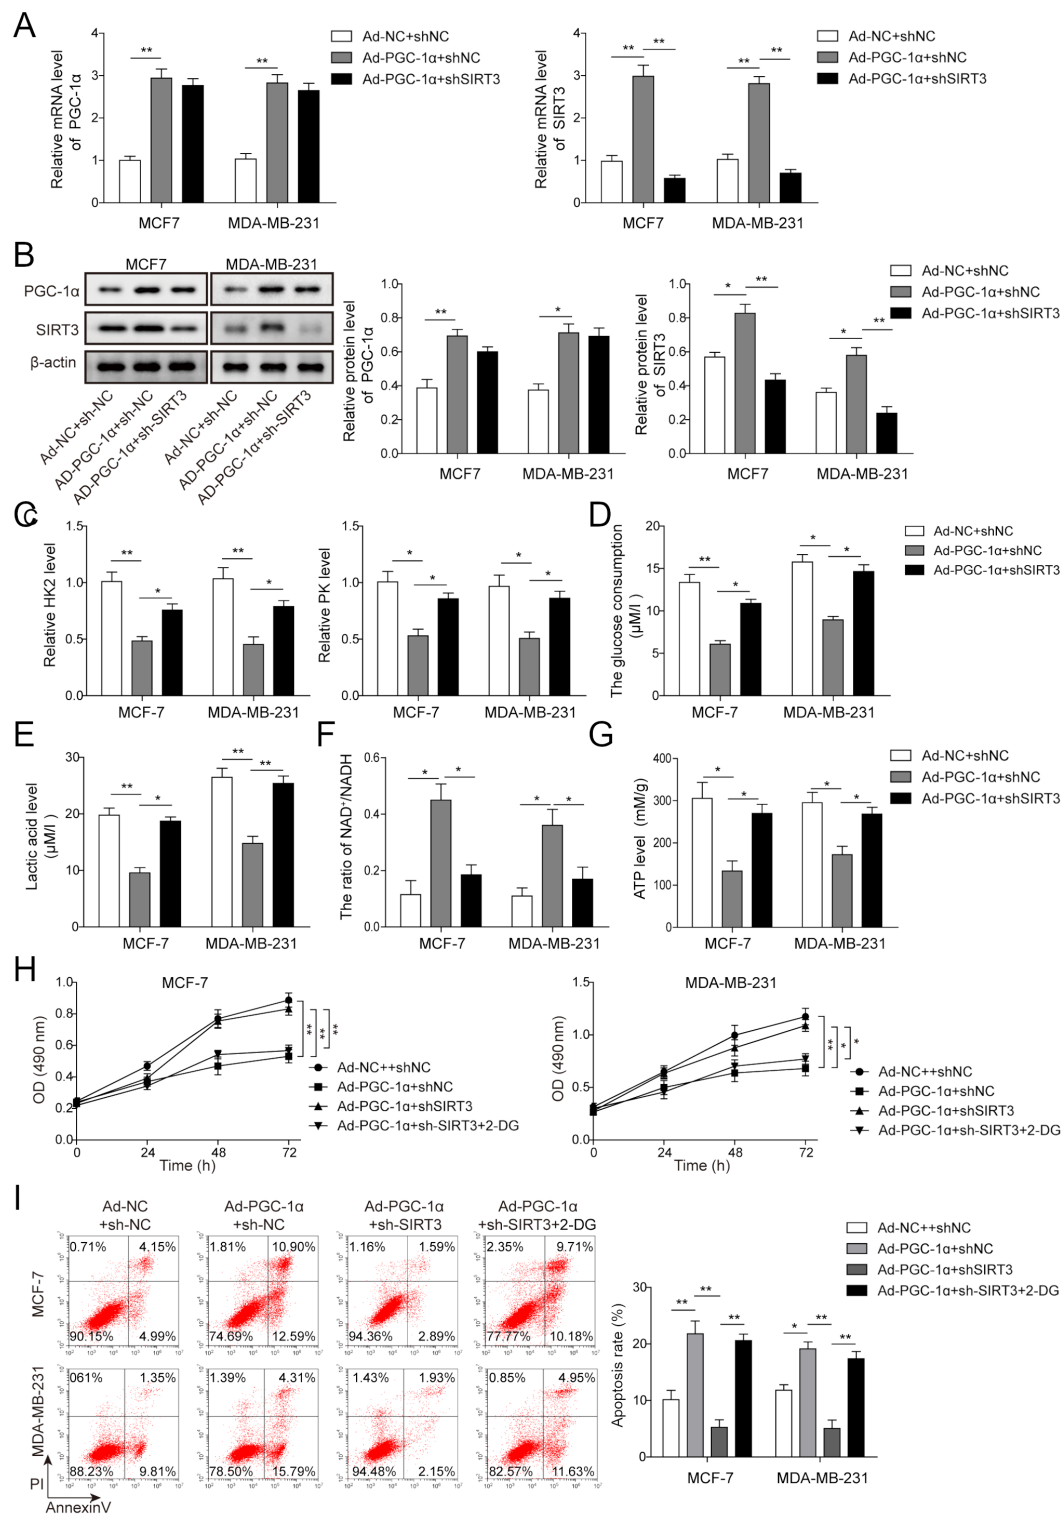 A
Relative mRNA level
of PGC-1α
4
3
2
1
0
** **
MCF7 MDA-MB-231
Ad-NC+shNC
Ad-PGC-1α+shNC
Ad-PGC-1α+shSIRT3
Relative mRNA level
of SIRT3
4
3
2
1
0
** ** ** **
MCF7 MDA-MB-231
Ad-NC+shNC
Ad-PGC-1α+shNC
Ad-PGC-1α+shSIRT3
B
MCF7 MDA-MB-231
PGC-1α
SIRT3
β-actin
Ad-NC+sh-NC
AD-PGC-1α+sh-NC
AD-PGC-1α+sh-SIRT3
Ad-NC+sh-NC
AD-PGC-1α+sh-NC
AD-PGC-1α+sh-SIRT3
Relative protein level
of PGC-1α
1.0
0.8
0.6
0.4
0.2
0.0
** *
MCF7 MDA-MB-231
Relative protein level
of SIRT3
1.0
0.8
0.6
0.4
0.2
0.0
* ** * **
MCF7 MDA-MB-231
Ad-NC+shNC
Ad-PGC-1α+shNC
Ad-PGC-1α+shSIRT3
C
Relative HK2 level
1.5
1.0
0.5
0.0
** * ** *
MCF-7 MDA-MB-231
Relative PK level
1.5
1.0
0.5
0.0
* * * *
MCF-7 MDA-MB-231
D
The glucose consumption
(μM/l )
20
15
10
5
0
** * * *
MCF-7 MDA-MB-231
Ad-NC+shNC
Ad-PGC-1α+shNC
Ad-PGC-1α+shSIRT3
E
Lactic acid level
(μM/l )
30
20
10
0
** * ** **
MCF-7 MDA-MB-231
F
The ratio of NAD+/NADH
0.6
0.4
0.2
0.0
* * * *
MCF-7 MDA-MB-231
G
ATP level (mM/g)
400
300
200
100
0
* * * *
MCF-7 MDA-MB-231
Ad-NC+shNC
Ad-PGC-1α+shNC
Ad-PGC-1α+shSIRT3
H
MCF-7
OD (490 nm)
1.0
0.8
0.6
0.4
0.2
0.0
0 24 48 72
Time (h)
** ** **
Ad-NC++shNC
Ad-PGC-1α+shNC
Ad-PGC-1α+shSIRT3
Ad-PGC-1α+sh-SIRT3+2-DG
MDA-MB-231
OD (490 nm)
1.5
1.0
0.5
0.0
0 24 48 72
Time (h)
** * *
Ad-NC++shNC
Ad-PGC-1α+shNC
Ad-PGC-1α+shSIRT3
Ad-PGC-1α+sh-SIRT3+2-DG
I
Ad-NC
+sh-NC
Ad-PGC-1α
+sh-NC
Ad-PGC-1α
+sh-SIRT3
Ad-PGC-1α
+sh-SIRT3+2-DG
MCF-7
0.71% 4.15%
90.15% 4.99%
1.81% 10.90%
74.69% 12.59%
1.16% 1.59%
94.36% 2.89%
2.35% 9.71%
77.77% 10.18%
MDA-MB-231
061% 1.35%
88.23% 9.81%
1.39% 4.31%
78.50% 15.79%
1.43% 1.93%
94.48% 2.15%
0.85% 4.95%
82.57% 11.63%
PI
AnnexinV
Ad-NC++shNC
Ad-PGC-1α+shNC
Ad-PGC-1α+shSIRT3
Ad-PGC-1α+sh-SIRT3+2-DG
Apoptosis rate (%)
30
20
10
0
** ** ** * ** **
MCF-7 MDA-MB-231